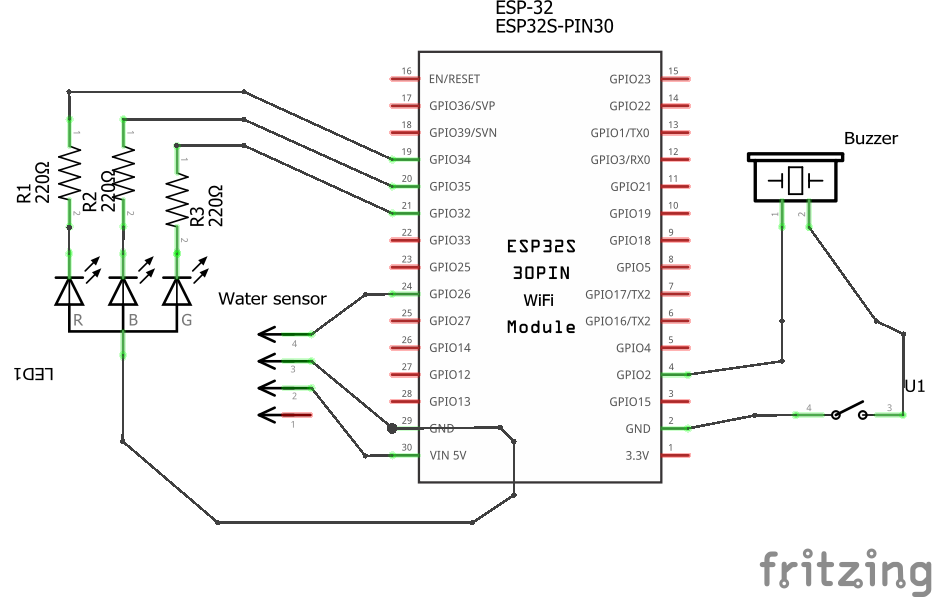 ESP-32
ESP32S-PIN30
16 EN/RESET GPIO23 15
17 GPIO36/SVP GPIO22 14
18 GPIO39/SVN GPIO1/TX0 13
19 GPIO34 GPIO3/RX0 12
20 GPIO35 GPIO21 11
21 GPIO32 GPIO19 10
22 GPIO33 GPIO18 9
23 GPIO25 GPIO5 8
24 GPIO26 GPIO17/TX2 7
25 GPIO27 GPIO16/TX2 6
26 GPIO14 GPIO4 5
27 GPIO12 GPIO2 4
28 GPIO13 GPIO15 3
29 GND GND 2
30 VIN 5V 3.3V 1
ESP32S
30PIN
WiFi
Module
R1
220Ω
1
2
R2
220Ω
1
2
R3
220Ω
1
2
R B G
LED1
Water sensor
4
3
2
1
Buzzer
1 2
U1
4 3
fritzing